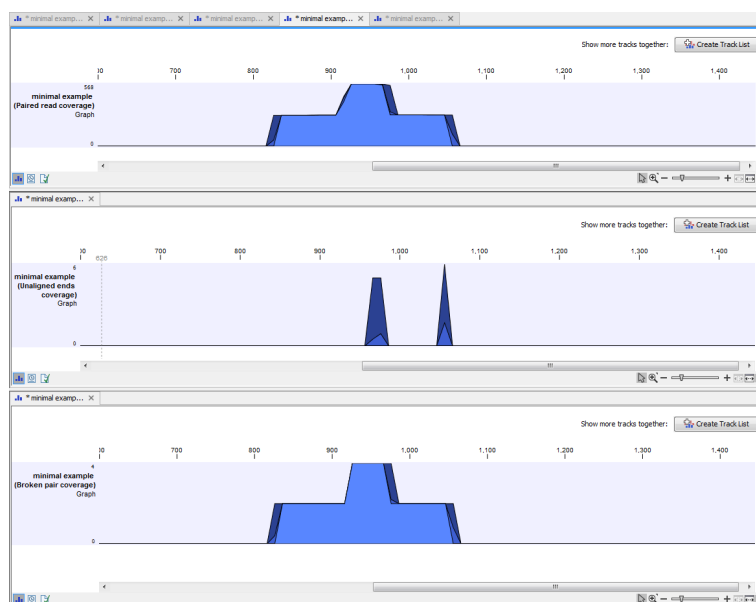 * minimal examp... × * minimal examp... × * minimal examp... × * minimal examp... × * minimal examp... ×
Show more tracks together: Create Track List
)0 700 800 900 1,000 1,100 1,200 1,300 1,400
568
minimal example
(Paired read coverage)
Graph
0
* minimal examp... ×
Show more tracks together: Create Track List
)0 700 800 900 1,000 1,100 1,200 1,300 1,400
626
6
minimal example
(Unaligned ends
coverage)
Graph
0
* minimal examp... ×
Show more tracks together: Create Track List
)0 700 800 900 1,000 1,100 1,200 1,300 1,400
4
minimal example
(Broken pair coverage)
Graph
0